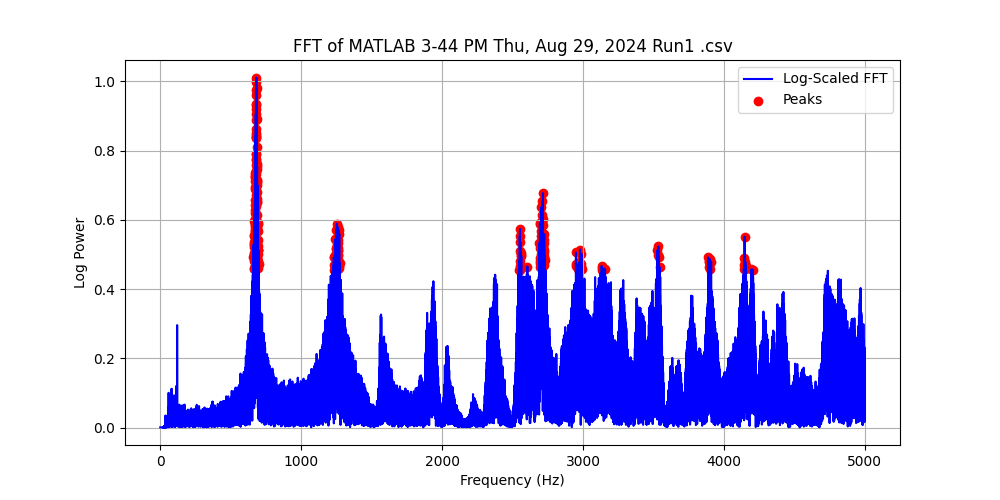 FFT of MATLAB 3-44 PM Thu, Aug 29, 2024 Run1 .csv
Log-Scaled FFT
Peaks
1.0
0.8
0.6
0.4
0.2
0.0
Log Power
0 1000 2000 3000 4000 5000
Frequency (Hz)